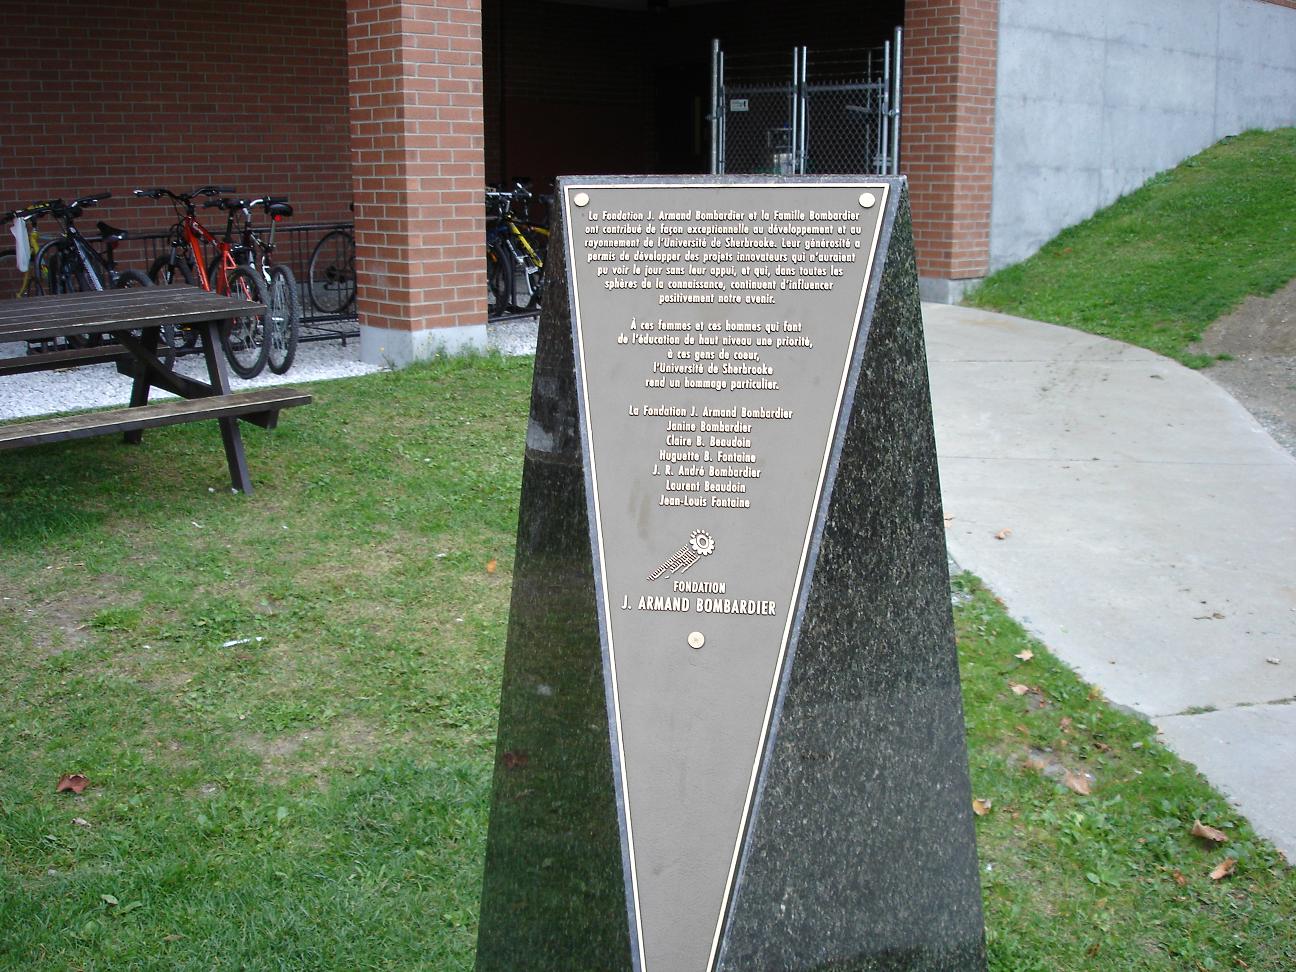 La Fondation J. Armand Bombardier et la Famille Bombardier
ont contribué de façon exceptionnelle au développement et au
rayonnement de l'Université de Sherbrooke. Leur générosité a
permis de développer des projets innovateurs qui n'auraient
pu voir le jour sans leur appui, et qui, dans toutes les
sphères de la connaissance, continuent d'influencer
positivement notre avenir.
À ces femmes et ces hommes qui font
de l'éducation de haut niveau une priorité,
à ces gens de coeur,
l'Université de Sherbrooke
rend un hommage particulier.
La Fondation J. Armand Bombardier
Janine Bombardier
Claire B. Beaudoin
Huguette B. Fontaine
J. R. André Bombardier
Laurent Beaudoin
Jean-Louis Fontaine
FONDATION
J. ARMAND BOMBARDIER